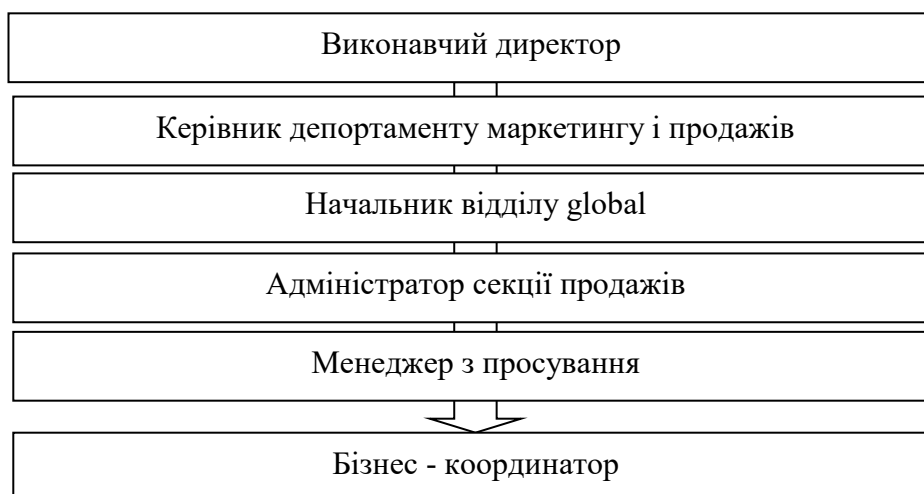 Виконавчий директор
Керівник депортаменту маркетингу і продажів
Начальник відділу global
Адміністратор секції продажів
Менеджер з просування
Бізнес - координатор